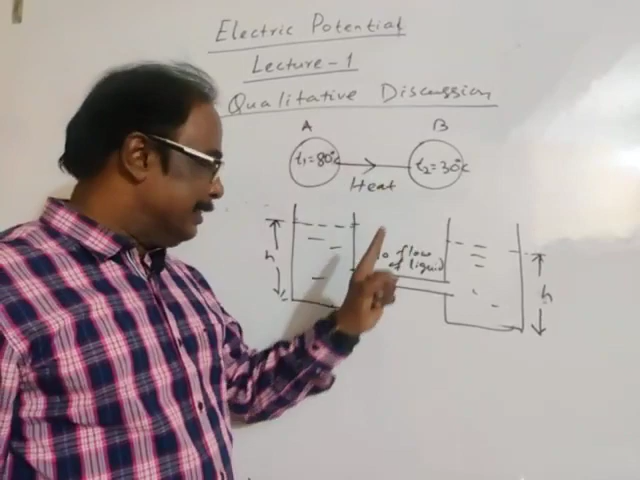 Electric Potential
Lecture-1
Qualitative Discussion
A B
t₁=80°c t₂=30°c
Heat
flow
of liquid
h h